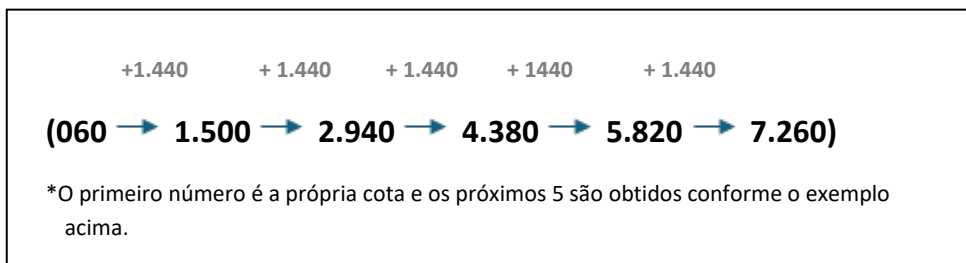 +1.440 + 1.440 + 1.440 + 1440 + 1.440
(060 → 1.500 → 2.940 → 4.380 → 5.820 → 7.260)
*O primeiro número é a própria cota e os próximos 5 são obtidos conforme o exemplo
acima.